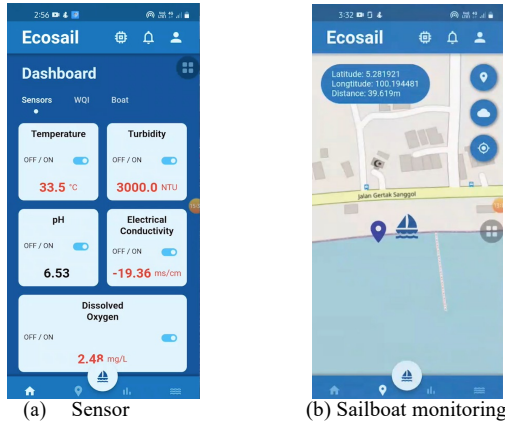 2:56
Ecosail
Dashboard
Sensors WQI Boat
Temperature
OFF / ON
33.5 °C
Turbidity
OFF / ON
3000.0 NTU
pH
OFF / ON
6.53
Electrical
Conductivity
OFF / ON
-19.36 ms/cm
Dissolved
Oxygen
OFF / ON
2.48 mg/L
(a) Sensor
3:32
Ecosail
Latitude: 5.281921
Longtitude: 100.194481
Distance: 39.619m
Jalan Gertak Sanggol
(b) Sailboat monitoring